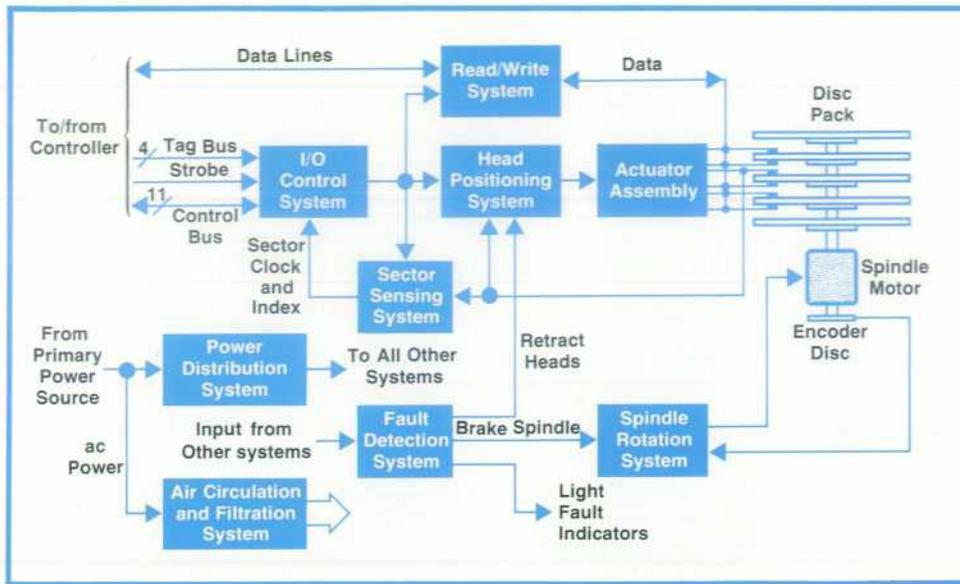 Data Lines
Read/Write
System
Data
Disc
Pack
To/from
Controller
4
Tag Bus
Strobe
11
Control
Bus
I/O
Control
System
Head
Positioning
System
Actuator
Assembly
Sector
Clock
and
Index
Sector
Sensing
System
Spindle
Motor
Encoder
Disc
From
Primary
Power
Source
Power
Distribution
System
To All Other
Systems
Retract
Heads
Input from
Other systems
Fault
Detection
System
Brake Spindle
Spindle
Rotation
System
ac
Power
Air Circulation
and Filtration
System
Light
Fault
Indicators